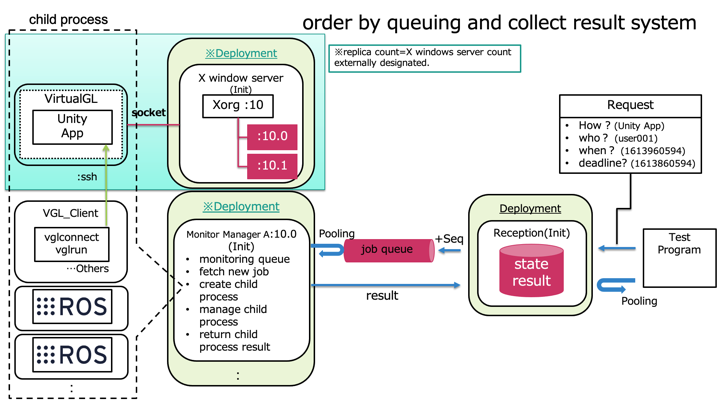 order by queuing and collect result system
child process
※Deployment
※replica count=X windows server count
externally designated.
X window server
(Init)
Xorg :10
:10.0
:10.1
VirtualGL
Unity
App
socket
:ssh
Request
• How ? (Unity App)
• who ? (user001)
• when ? (1613960594)
• deadline? (1613860594)
VGL_Client
vglconnect
vglrun
…Others
ROS
ROS
:
※Deployment
Monitor Manager A:10.0
(Init)
• monitoring queue
• fetch new job
• create child
process
• manage child
process
• return child
process result
:
Pooling
job queue
+Seq
result
Deployment
Reception(Init)
state
result
Test
Program
Pooling